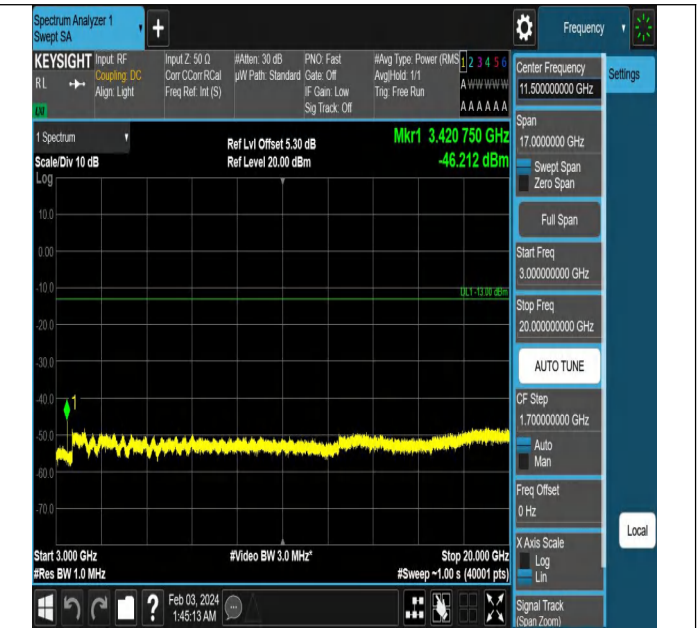 Spectrum Analyzer 1
Swept SA
+
Frequency
KEYSIGHT
RL
Input: RF
Coupling: DC
Align: Light
Input Z: 50 Ω
Corr CCorr RCal
Freq Ref: Int (S)
#Atten: 30 dB
µW Path: Standard
PNO: Fast
Gate: Off
IF Gain: Low
Sig Track: Off
#Avg Type: Power (RMS
Avg|Hold: 1/1
Trig: Free Run
1 2 3 4 5 6
A W W W W W
A A A A A A
1 Spectrum
Scale/Div 10 dB
Ref Lvl Offset 5.30 dB
Ref Level 20.00 dBm
Mkr1 3.420 750 GHz
-46.212 dBm
Log
10.0
0.00
-10.0
DL1 -13.00 dBm
-20.0
-30.0
-40.0
1
-50.0
-60.0
-70.0
Start 3.000 GHz
#Video BW 3.0 MHz*
Stop 20.000 GHz
#Res BW 1.0 MHz
#Sweep ~1.00 s (40001 pts)
Center Frequency
11.500000000 GHz
Settings
Span
17.0000000 GHz
Swept Span
Zero Span
Full Span
Start Freq
3.000000000 GHz
Stop Freq
20.000000000 GHz
AUTO TUNE
CF Step
1.700000000 GHz
Auto
Man
Freq Offset
0 Hz
X Axis Scale
Log
Lin
Local
Signal Track
(Span Zoom)
?
Feb 03, 2024
1:45:13 AM